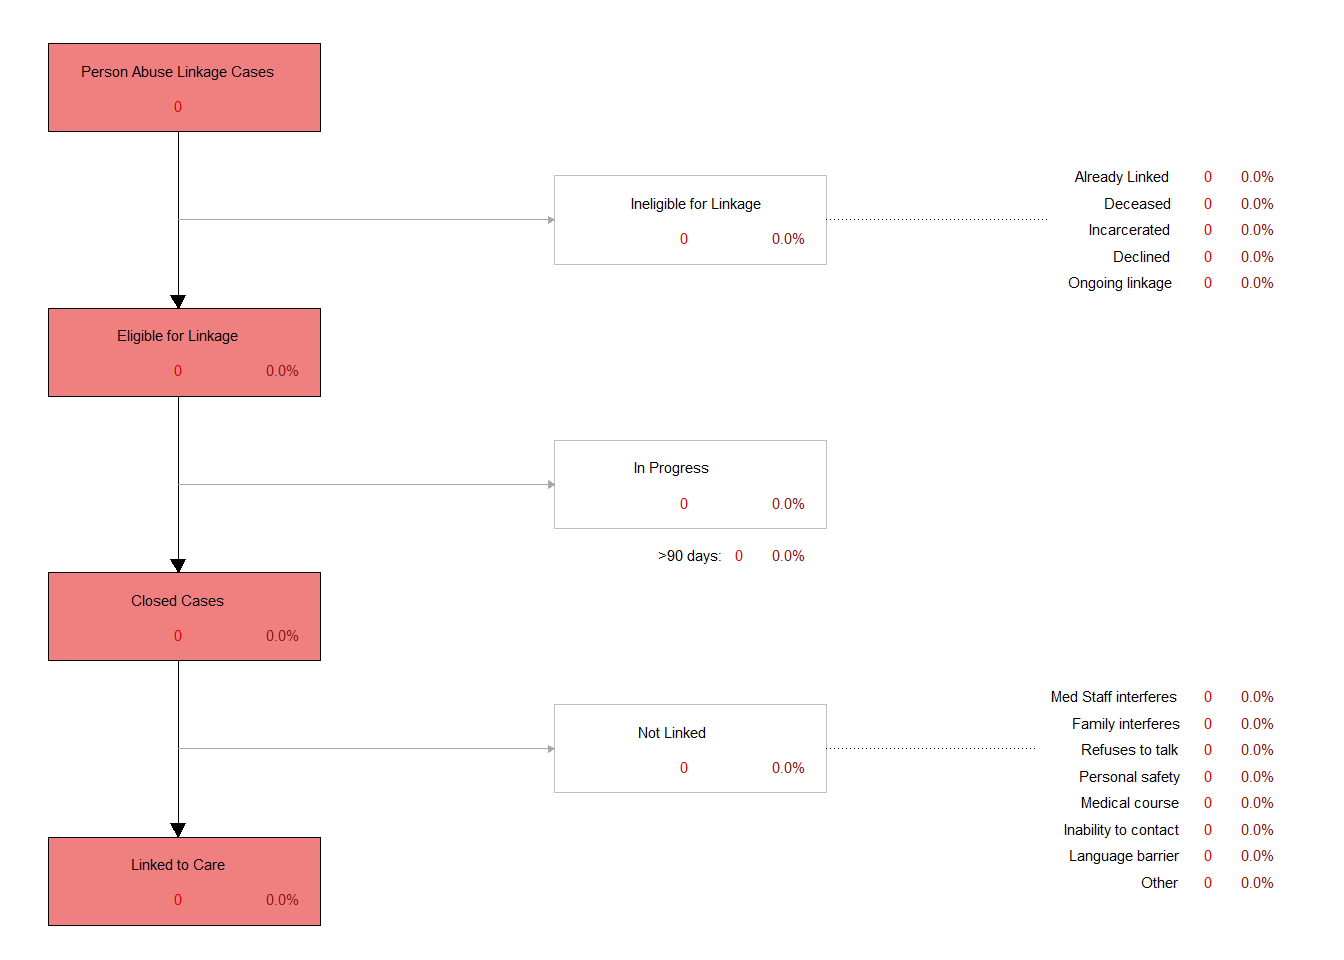 Person Abuse Linkage Cases
0
Ineligible for Linkage
0 0.0%
Already Linked 0 0.0%
Deceased 0 0.0%
Incarcerated 0 0.0%
Declined 0 0.0%
Ongoing linkage 0 0.0%
Eligible for Linkage
0 0.0%
In Progress
0 0.0%
>90 days: 0 0.0%
Closed Cases
0 0.0%
Not Linked
0 0.0%
Med Staff interferes 0 0.0%
Family interferes 0 0.0%
Refuses to talk 0 0.0%
Personal safety 0 0.0%
Medical course 0 0.0%
Inability to contact 0 0.0%
Language barrier 0 0.0%
Other 0 0.0%
Linked to Care
0 0.0%